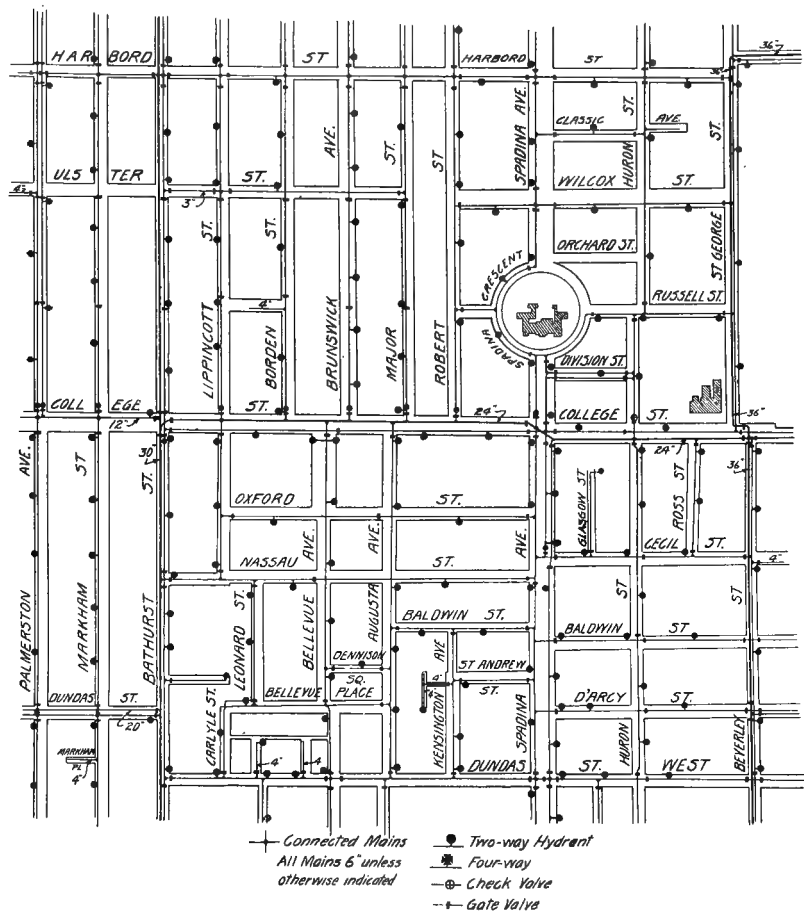 HARBORD ST HARBORD ST
36"
36"
CLASSIC AVE.
ULSTER ST. WILCOX ST.
4"
3"
AVE.
ST.
ST
SPADINA AVE.
HURON ST.
ST.
ORCHARD ST.
CRESCENT
SPADINA
ST GEORGE
RUSSELL ST.
LIPPINCOTT ST.
BORDEN ST.
4"
BRUNSWICK
MAJOR
ROBERT
DIVISION ST.
COLLEGE ST. COLLEGE ST.
12"
24"
36"
30"
24"
36"
PALMERSTON AVE.
MARKHAM ST
BATHURST ST.
OXFORD ST.
GLASGOW ST
ROSS ST
NASSAU ST.
CECIL ST.
4"
AVE.
AVE.
AVE.
LEONARD ST.
BELLEVUE
AUGUSTA
BALDWIN ST.
BALDWIN ST.
ST
ST
DENNISON
SQ.
BELLEVUE PLACE
AVE
KENSINGTON
4"
6"
ST ANDREW
ST.
SPADINA
D'ARCY ST.
DUNDAS ST.
20"
CARLYLE ST.
HURON
BEVERLEY
MARKHAM
PL
4"
4"
4
DUNDAS ST. WEST
Connected Mains
All Mains 6" unless
otherwise indicated
Two-way Hydrant
Four-way
Check Valve
Gate Valve